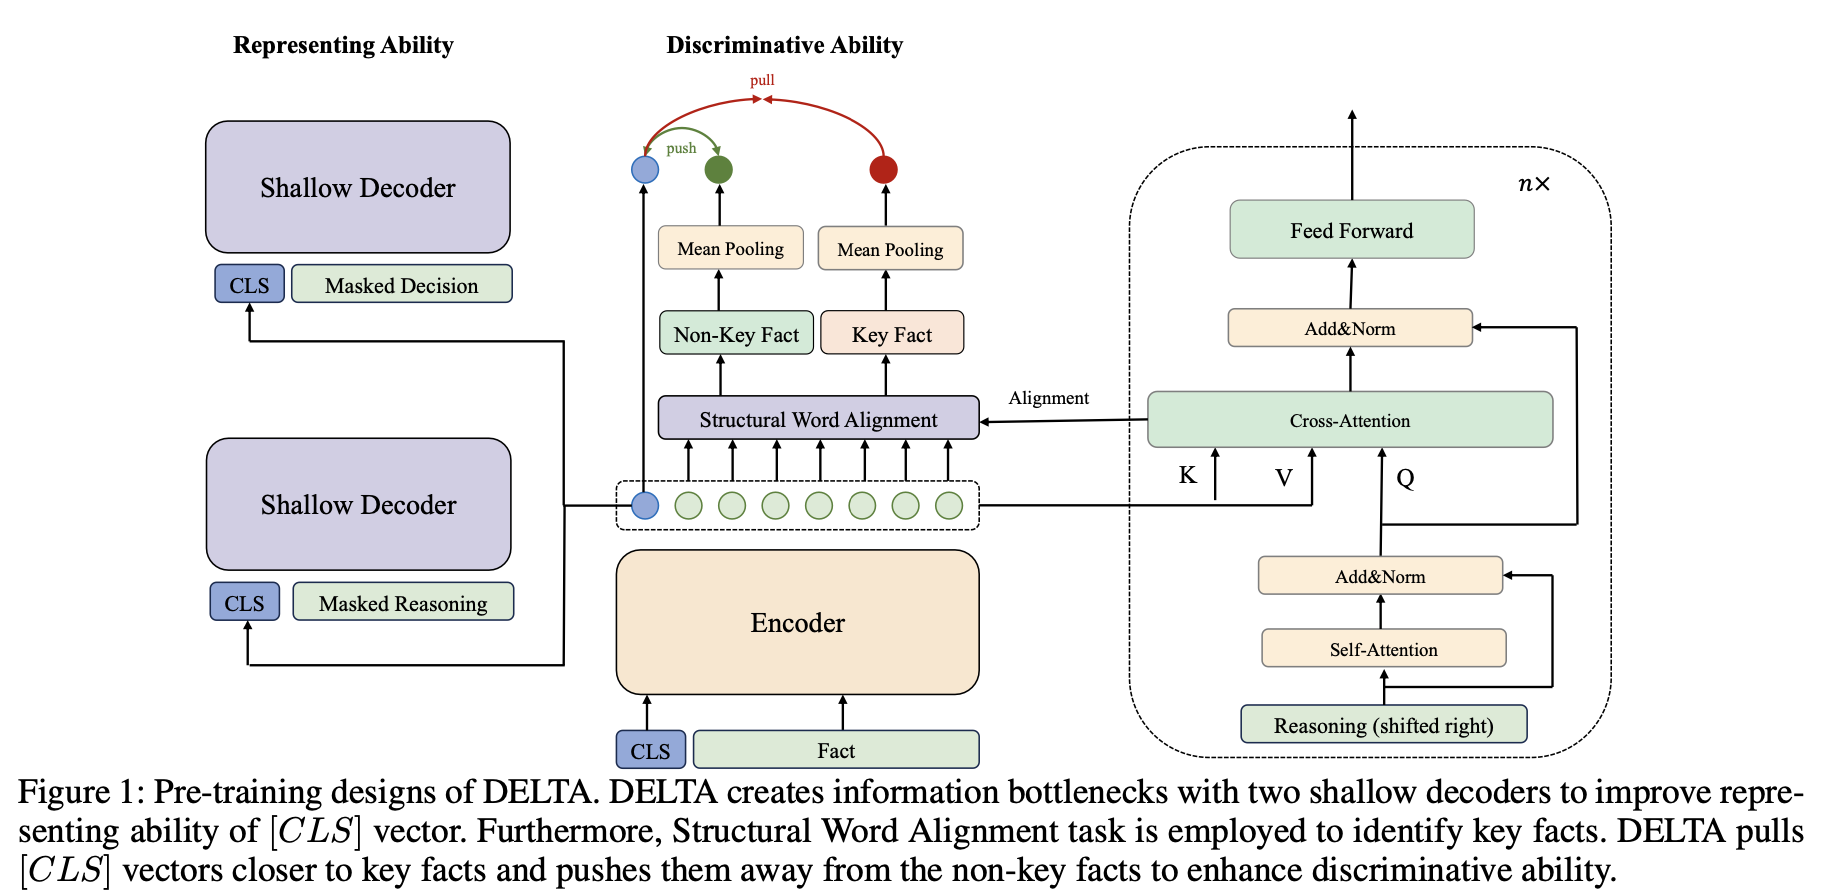 Representing Ability
Discriminative Ability
pull
push
Shallow Decoder
CLS
Masked Decision
Shallow Decoder
CLS
Masked Reasoning
Mean Pooling
Mean Pooling
Non-Key Fact
Key Fact
Structural Word Alignment
Alignment
Encoder
CLS
Fact
n×
Feed Forward
Add&Norm
Cross-Attention
K
V
Q
Add&Norm
Self-Attention
Reasoning (shifted right)
Figure 1: Pre-training designs of DELTA. DELTA creates information bottlenecks with two shallow decoders to improve repre-
senting ability of [CLS] vector. Furthermore, Structural Word Alignment task is employed to identify key facts. DELTA pulls
[CLS] vectors closer to key facts and pushes them away from the non-key facts to enhance discriminative ability.